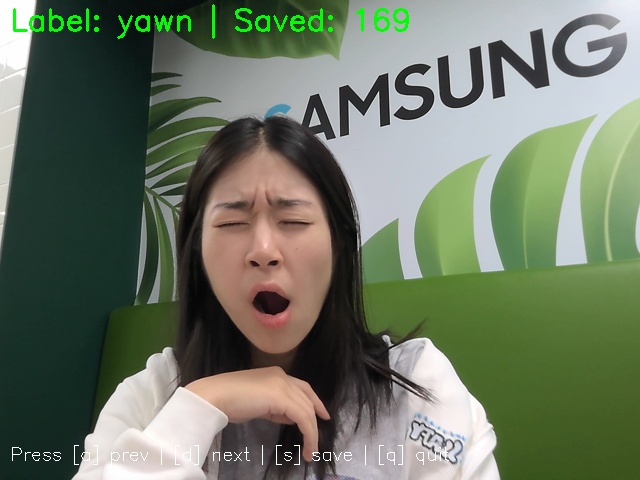 Label: yawn | Saved: 169
SAMSUNG
Press [a] prev | [d] next | [s] save | [q] quit